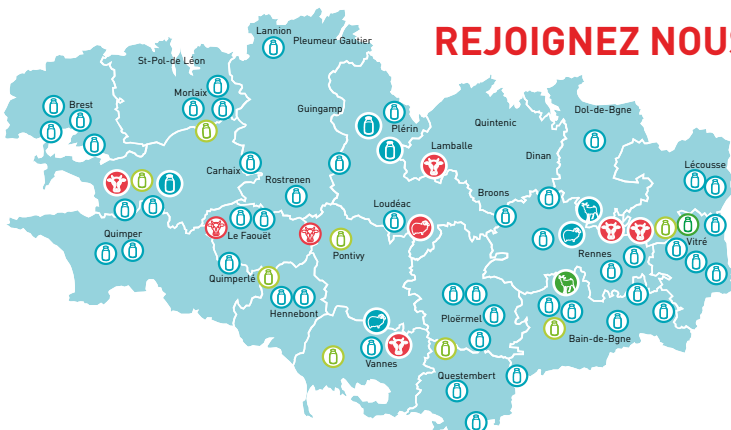 REJOIGNEZ NOUS
Lannion
Pleumeur Gautier
St-Pol-de Léon
Morlaix
Brest
Guingamp
Plérin
Quintenic
Dol-de-Bgne
Lamballe
Dinan
Lécousse
Carhaix
Rostrenen
Broons
Loudéac
Quimper
Le Faouët
Pontivy
Rennes
Vitré
Quimperlé
Hennebont
Ploërmel
Bain-de-Bgne
Vannes
Questembert